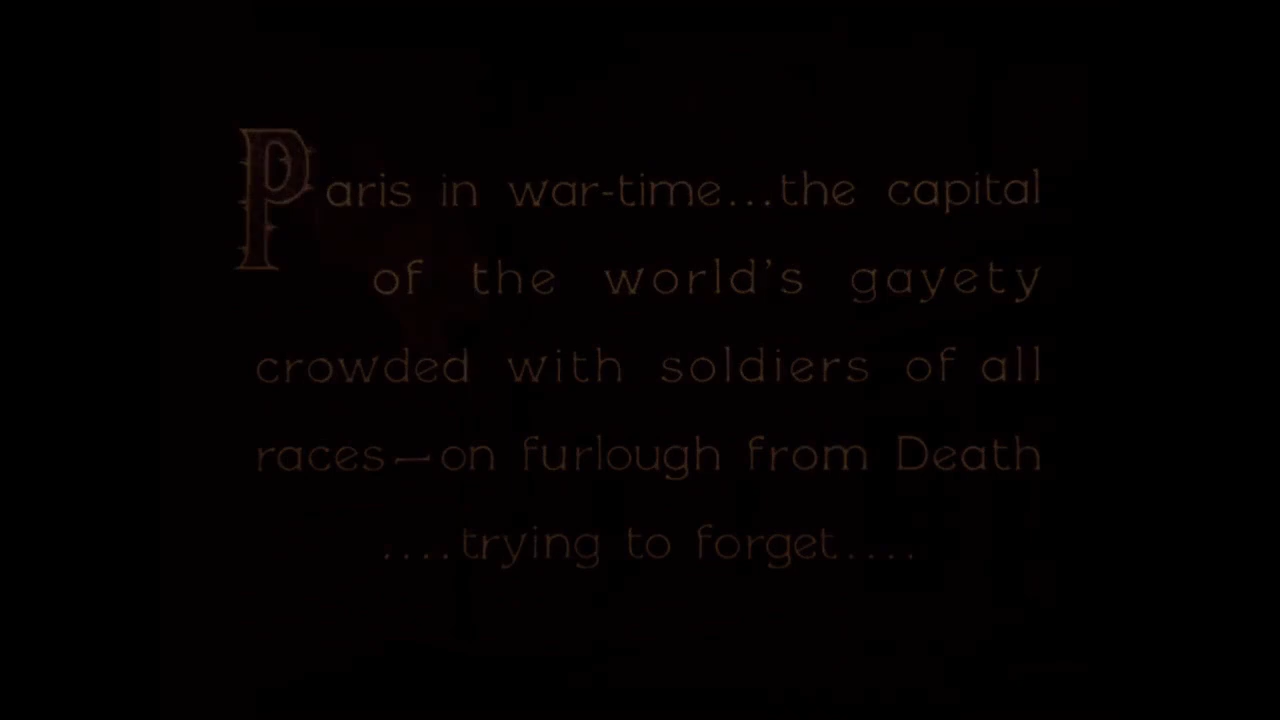 Paris in war-time...the capital
of the world's gayety
crowded with soldiers of all
races—on furlough from Death
....trying to forget....